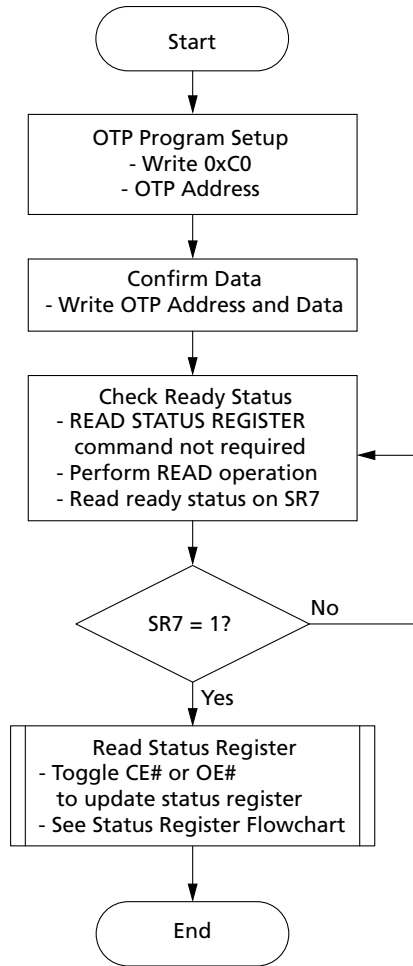 Start
OTP Program Setup
- Write 0xC0
- OTP Address
Confirm Data
- Write OTP Address and Data
Check Ready Status
- READ STATUS REGISTER
command not required
- Perform READ operation
- Read ready status on SR7
SR7 = 1?
No
Yes
Read Status Register
- Toggle CE# or OE#
to update status register
- See Status Register Flowchart
End